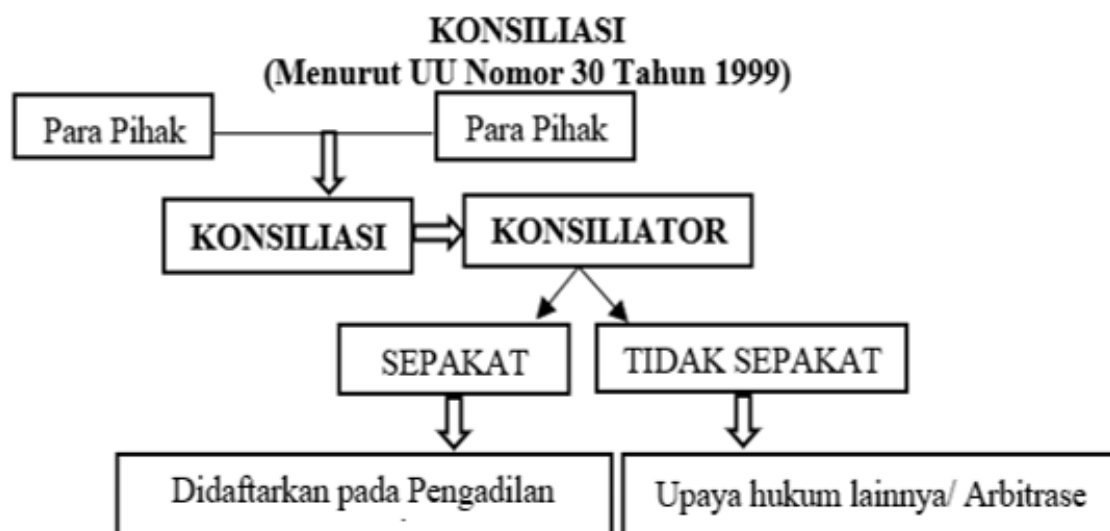 KONSILIASI
(Menurut UU Nomor 30 Tahun 1999)
Para Pihak
Para Pihak
KONSILIASI
KONSILIATOR
SEPAKAT
TIDAK SEPAKAT
Didaftarkan pada Pengadilan
Upaya hukum lainnya/ Arbitrase